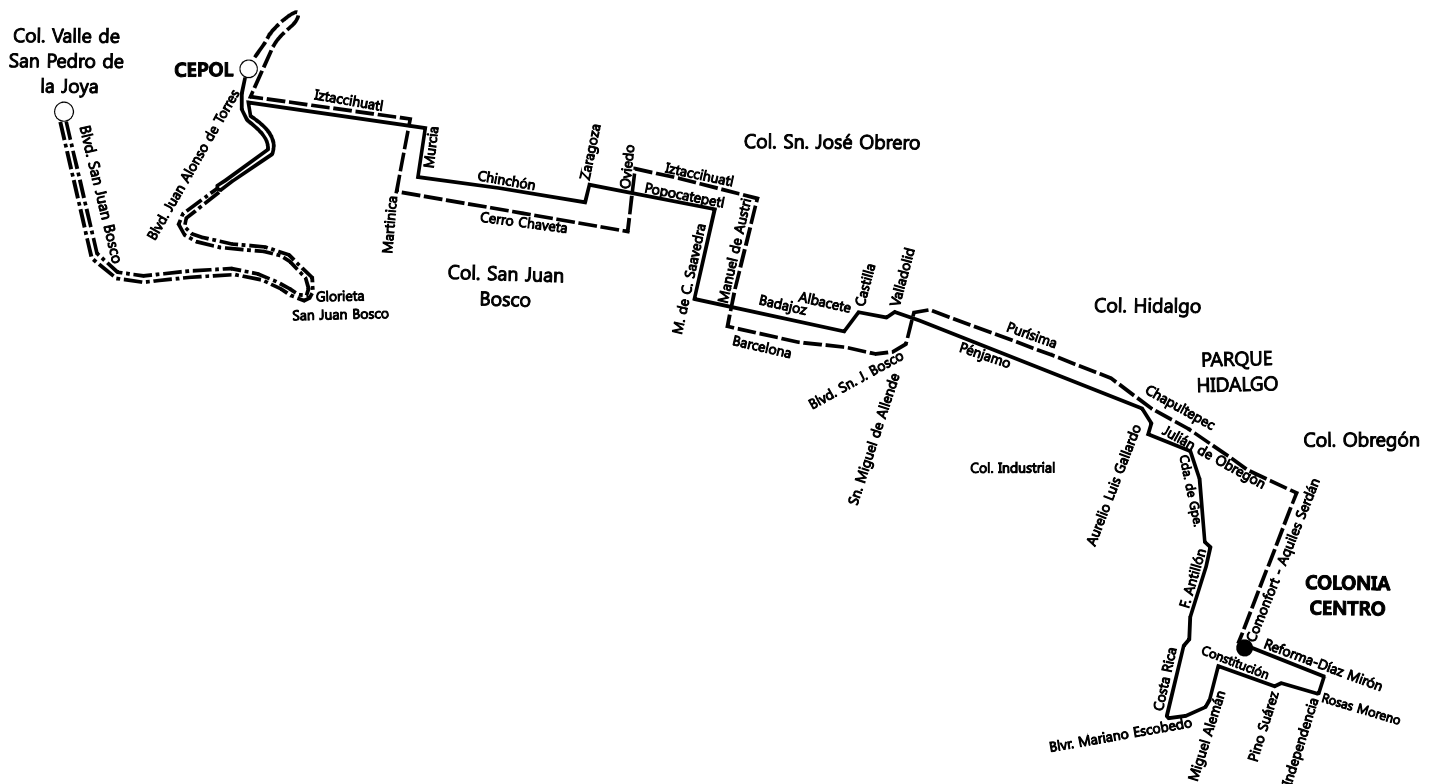 Col. Valle de
San Pedro de
la Joya
CEPOL
Blvd. San Juan Bosco
Blvd. Juan Alonso de Torres
Iztaccihuatl
Murcia
Martinica
Chinchón
Cerro Chaveta
Zaragoza
Oviedo
Iztaccihuatl
Popocatepetl
Col. Sn. José Obrero
Glorieta
San Juan Bosco
Col. San Juan
Bosco
M. de C. Saavedra
Manuel de Austri
Badajoz
Albacete
Castilla
Valladolid
Barcelona
Blvd. Sn. J. Bosco
Sn. Miguel de Allende
Purísima
Pénjamo
Col. Hidalgo
PARQUE
HIDALGO
Chapultepec
Julián de Obregón
Col. Obregón
Col. Industrial
Aurelio Luis Gallardo
Cda. de Gpe.
F. Antillón
Comonfort - Aquiles Serdán
COLONIA
CENTRO
Costa Rica
Constitución
Reforma-Díaz Mirón
Rosas Moreno
Blvr. Mariano Escobedo
Miguel Alemán
Pino Suárez
Independencia